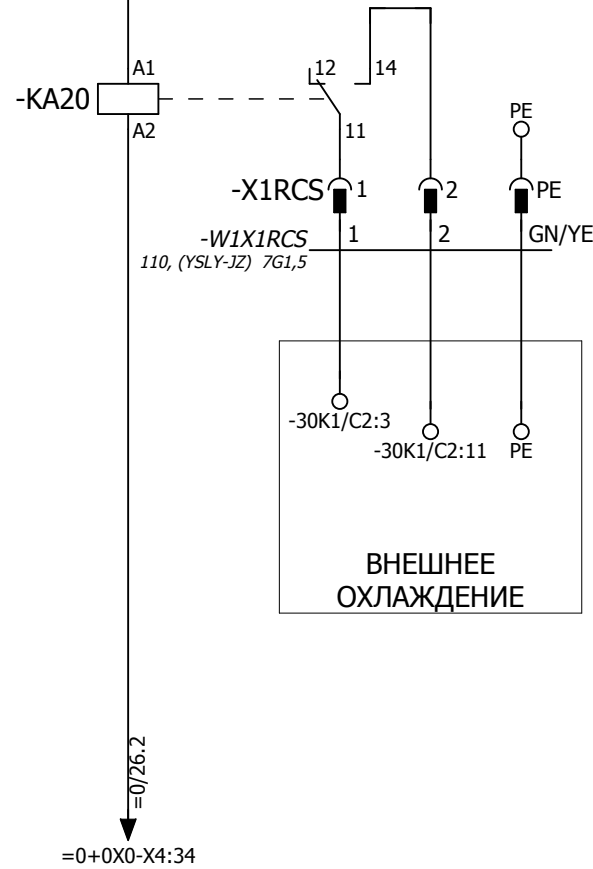 A1
12
14
-KA20
A2
11
PE
-X1RCS
1
2
PE
-W1X1RCS
1
2
GN/YE
110, (YSLY-JZ) 7G1,5
-30K1/C2:3
-30K1/C2:11
PE
ВНЕШНЕЕ
ОХЛАЖДЕНИЕ
=0/26.2
=0+0X0-X4:34